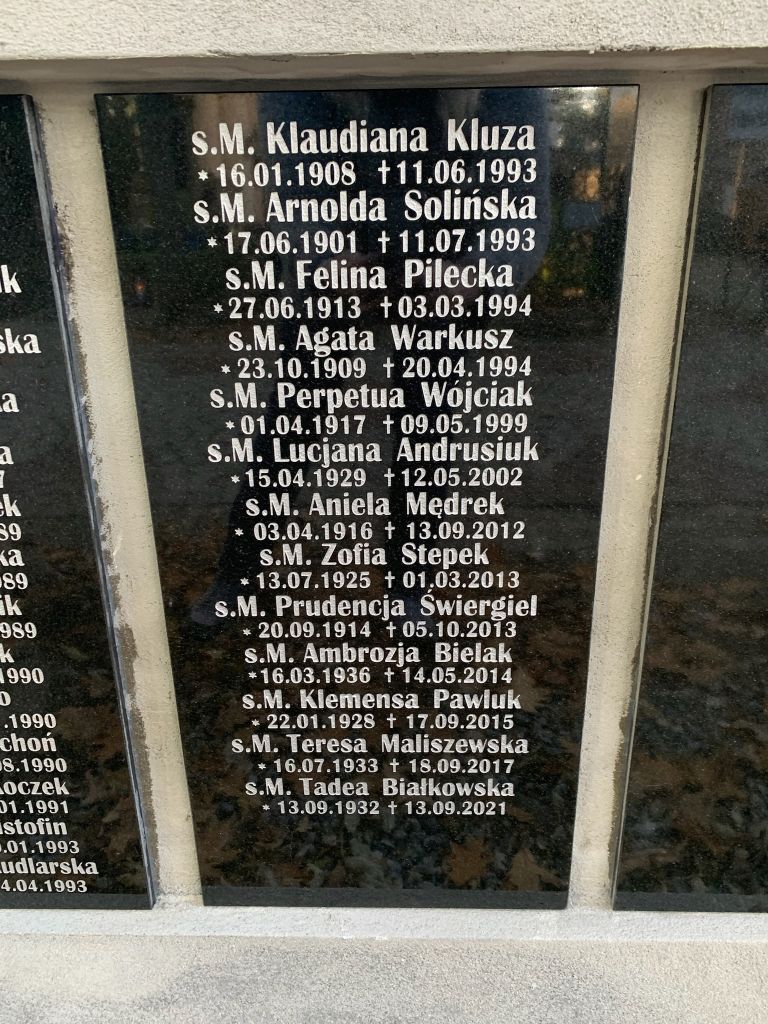 s.M. Klaudiana Kluza
* 16.01.1908 † 11.06.1993
s.M. Arnolda Solińska
* 17.06.1901 † 11.07.1993
s.M. Felina Pilecka
* 27.06.1913 † 03.03.1994
s.M. Agata Warkusz
* 23.10.1909 † 20.04.1994
s.M. Perpetua Wójciak
* 01.04.1917 † 09.05.1999
s.M. Lucjana Andrusiuk
* 15.04.1929 † 12.05.2002
s.M. Aniela Mędrek
* 03.04.1916 † 13.09.2012
s.M. Zofia Stepek
* 13.07.1925 † 01.03.2013
s.M. Prudencja Świergiel
* 20.09.1914 † 05.10.2013
s.M. Ambrozja Bielak
* 16.03.1936 † 14.05.2014
s.M. Klemensa Pawluk
* 22.01.1928 † 17.09.2015
s.M. Teresa Maliszewska
* 16.07.1933 † 18.09.2017
s.M. Tadea Białkowska
* 13.09.1932 † 13.09.2021